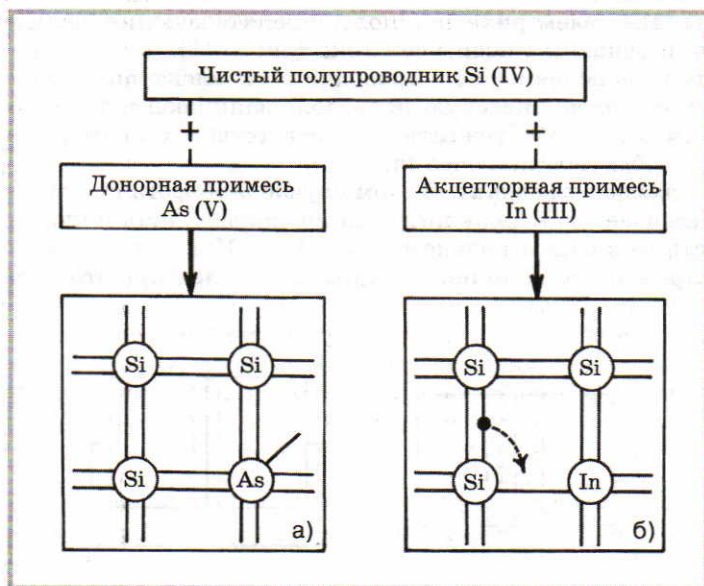 Чистый полупроводник Si (IV)
+ +
Донорная примесь
As (V)
Акцепторная примесь
In (III)
Si Si
Si As
а)
Si Si
Si In
б)